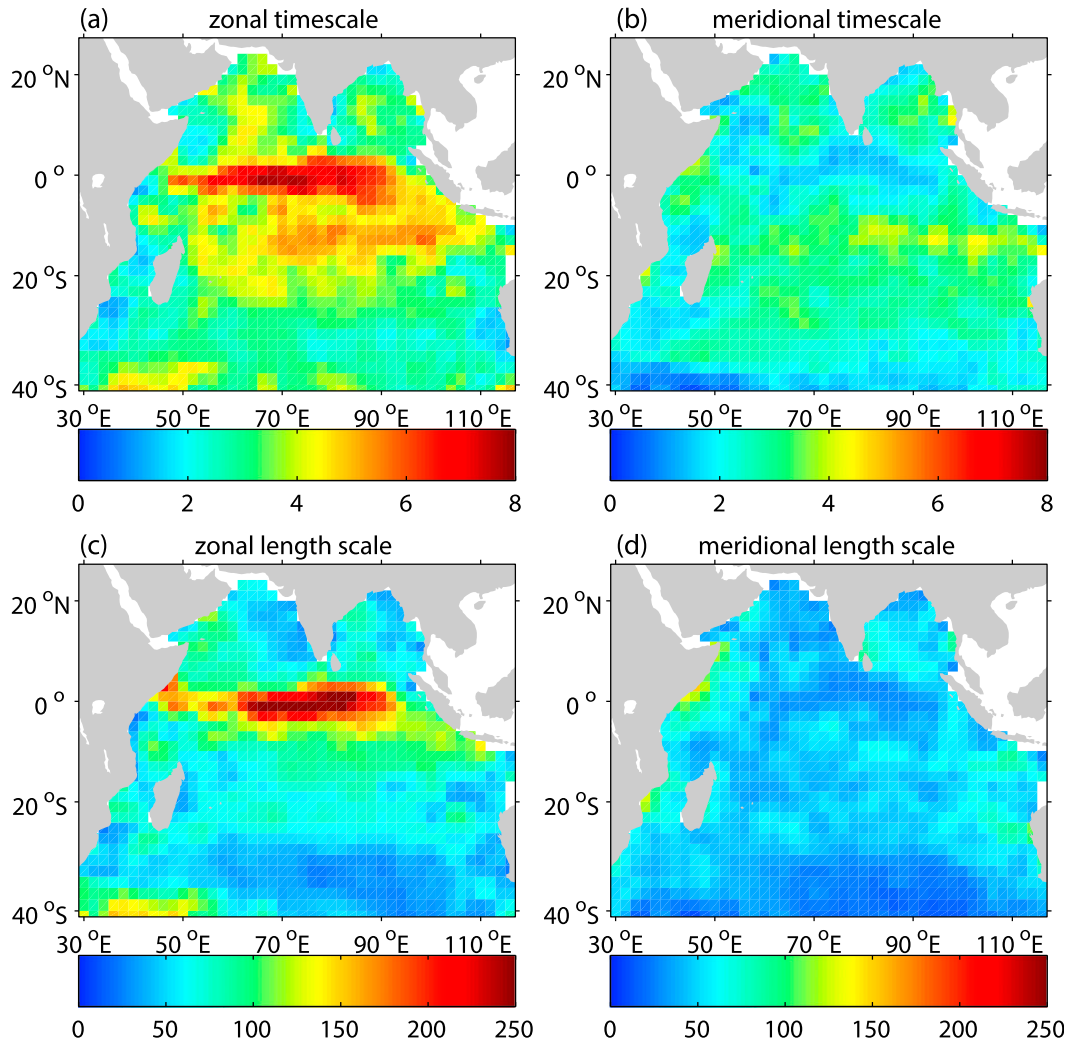 (a) zonal timescale
(b) meridional timescale
20 °N
0 °
20 °S
40 °S
30 °E 50 °E 70 °E 90 °E 110 °E
0 2 4 6 8
20 °N
0 °
20 °S
40 °S
30 °E 50 °E 70 °E 90 °E 110 °E
0 2 4 6 8
(c) zonal length scale
(d) meridional length scale
20 °N
0 °
20 °S
40 °S
30 °E 50 °E 70 °E 90 °E 110 °E
0 50 100 150 200 250
20 °N
0 °
20 °S
40 °S
30 °E 50 °E 70 °E 90 °E 110 °E
0 50 100 150 200 250